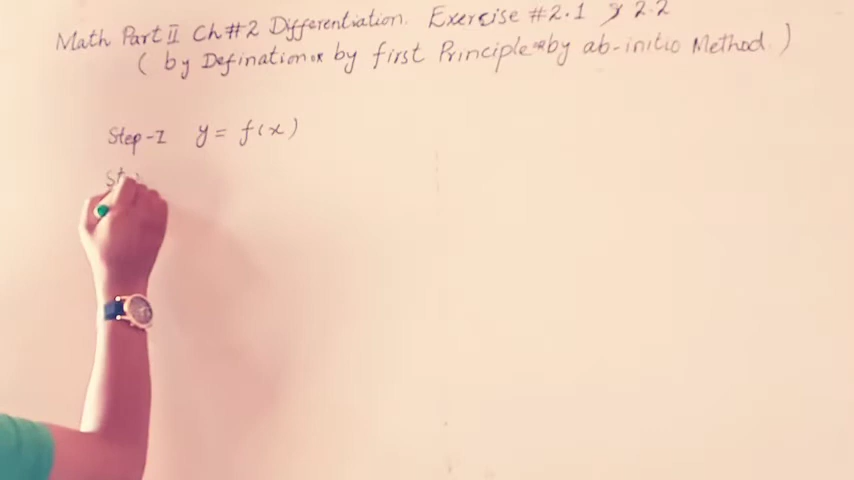 Math Part II Ch#2 Differentiation. Exercise #2.1 & 2.2
( by Defination or by first Principle or by ab-initio Method. )
Step-I y = f(x)
St